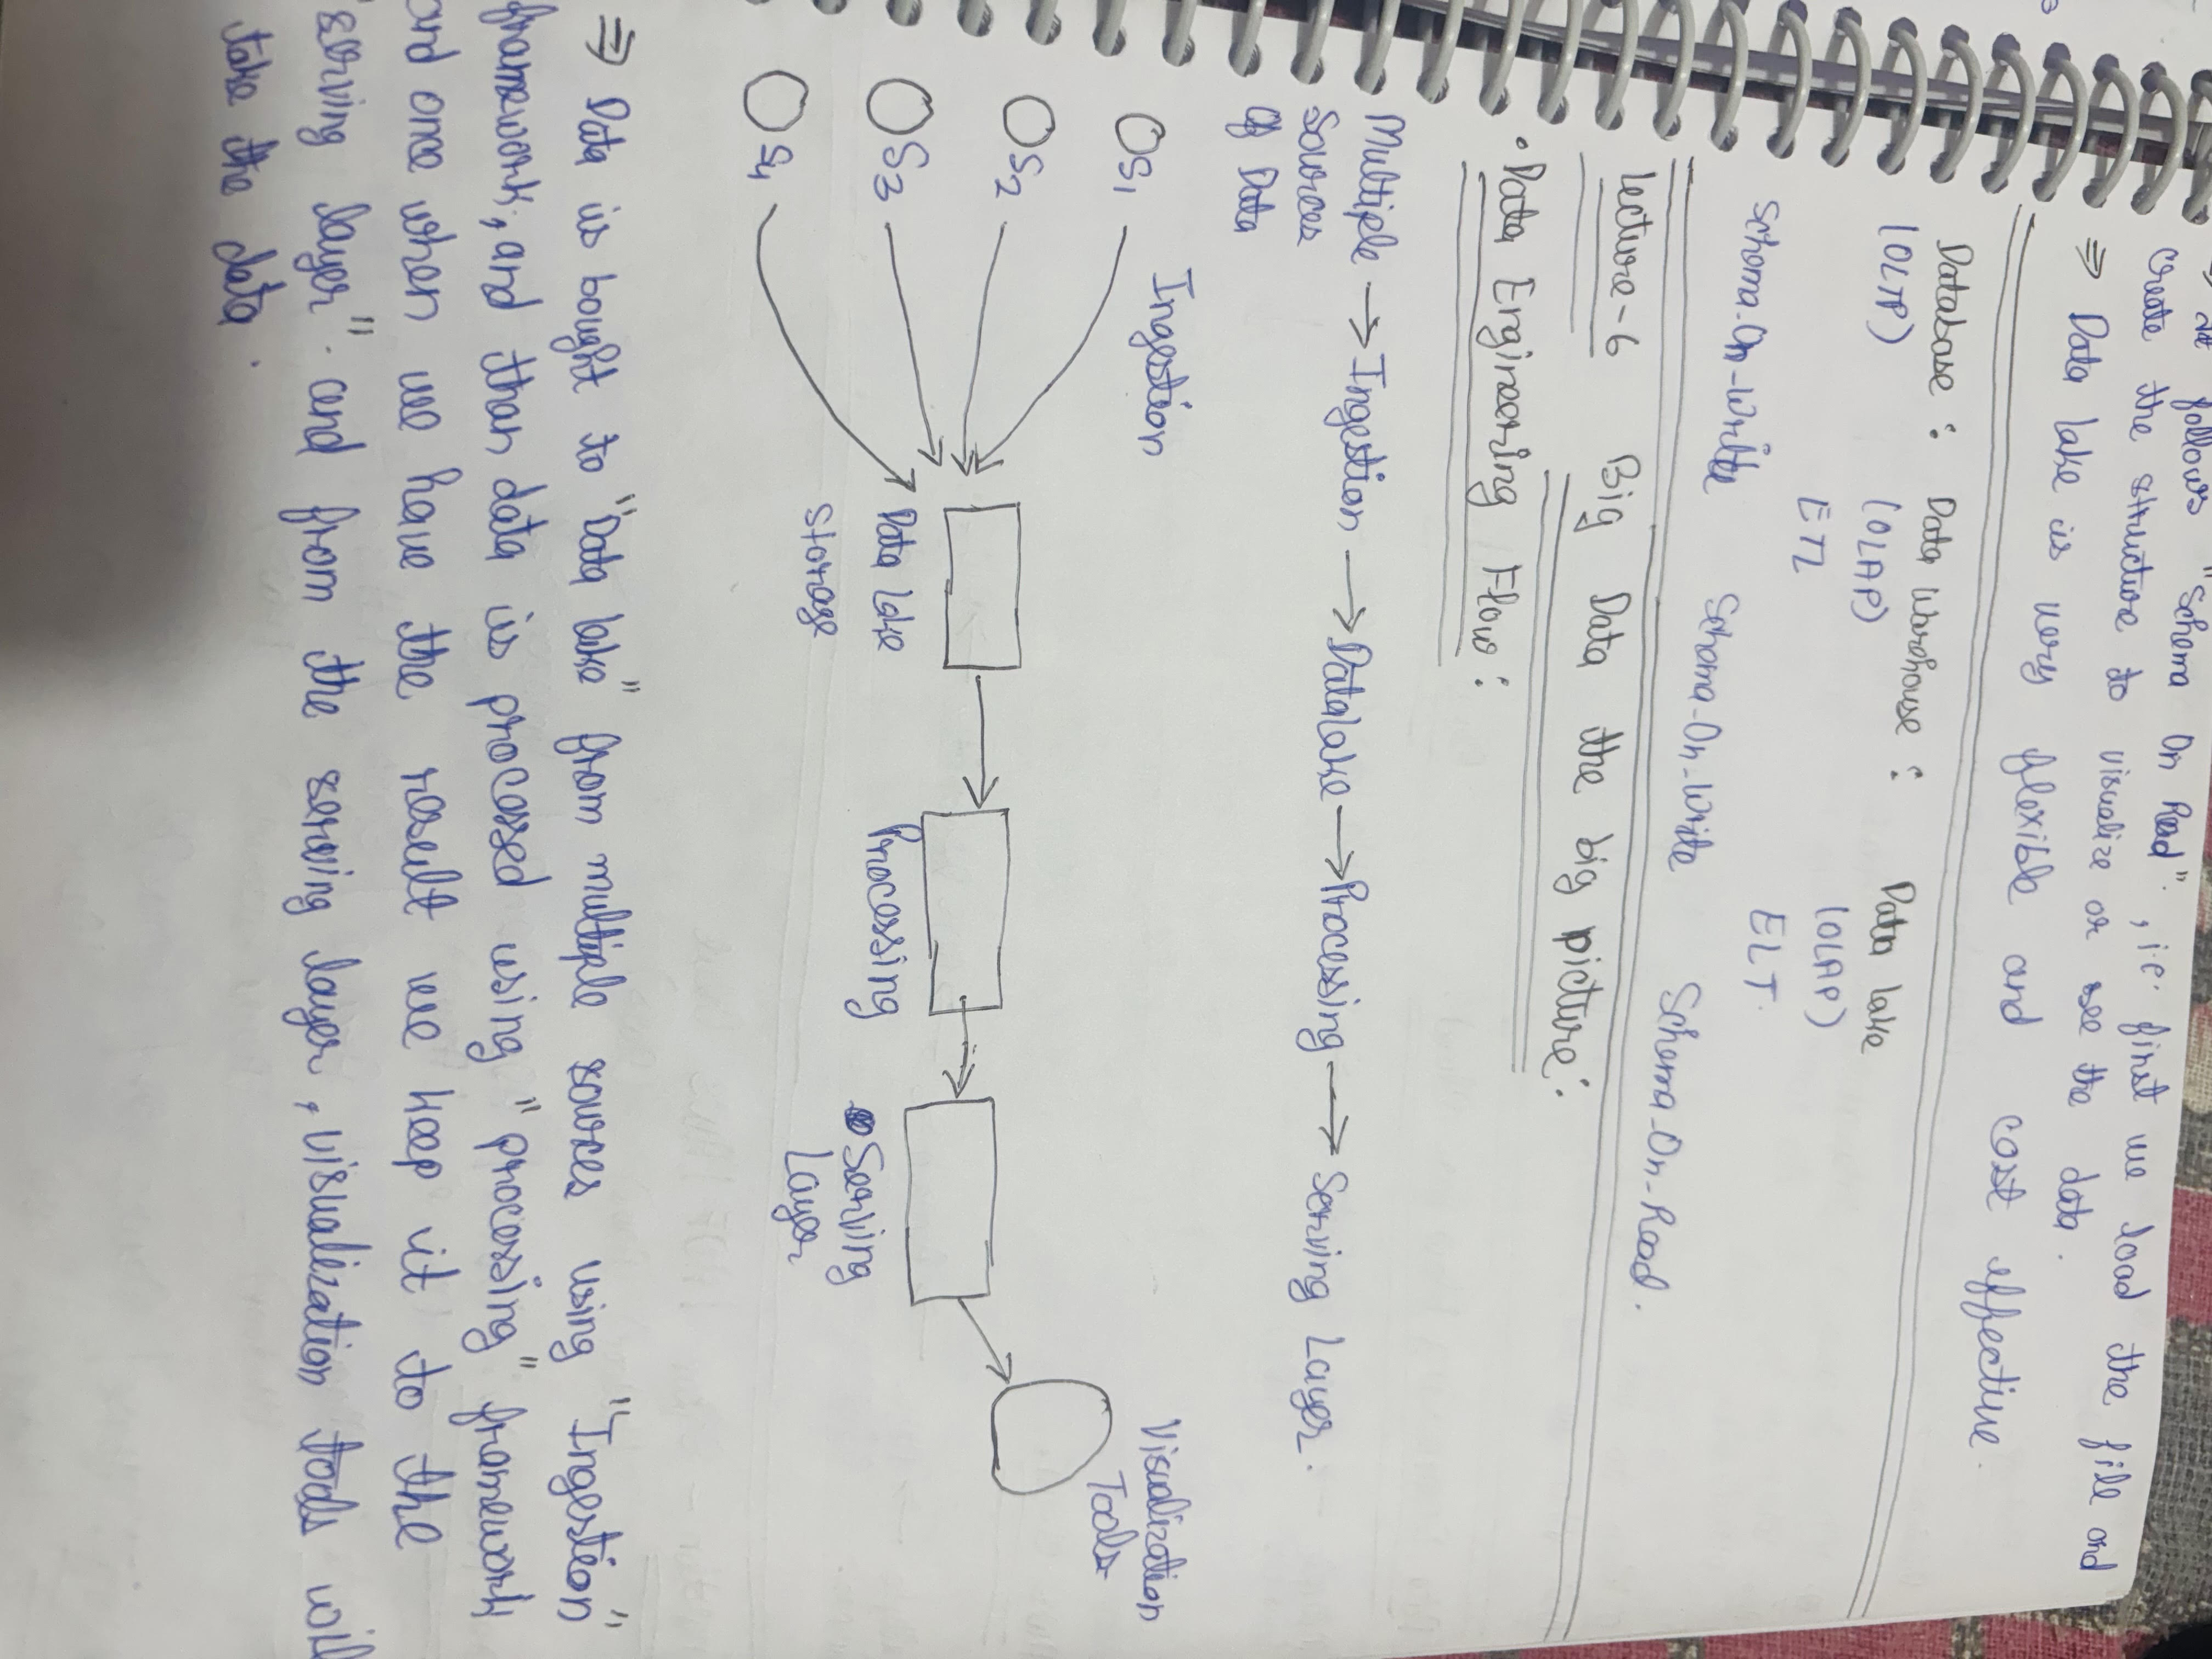 follows "Schema On Read", i.e. first we load the file and
create the structure to visualize or see the data.
⇒ Data lake is very flexible and cost effective
Database : Data Warehouse : Data lake
(OLTP) (OLAP) (OLAP)
ETL ELT.
Schema-On-Write Schema-On-Write Schema-On-Read.
Lecture-6 Big Data the big picture:
• Data Engineering Flow :
Multiple → Ingestion → Datalake → Processing → Serving Layer.
Sources
Of Data
Ingestion
Visualization
Tools
S1
S2
S3
S4
Data lake
Storage
Processing
Serving
Layer
⇒ Data is bought to "Data lake" from multiple sources using "Ingestion"
framework, and than data is processed using "processing" framework
and one when we have the result we keep it to the
"serving layer". and from the serving layer, visualization tools will
take the data.